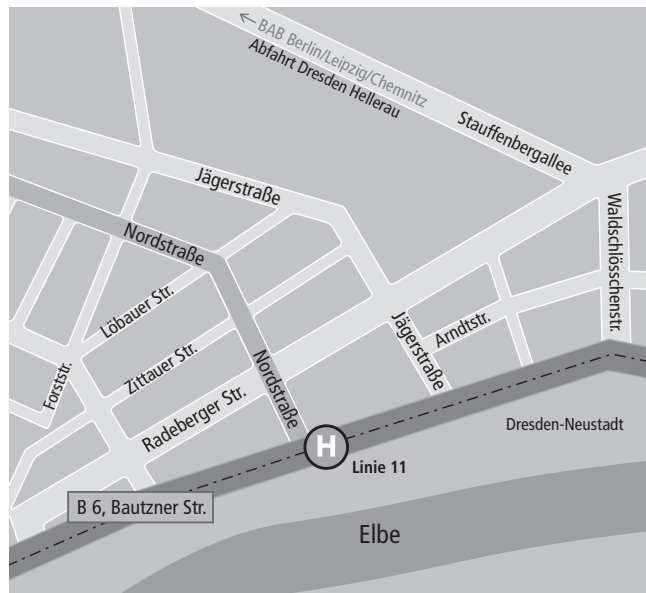 ← BAB Berlin/Leipzig/Chemnitz
Abfahrt Dresden Hellerau
Stauffenbergallee
Jägerstraße
Waldschlösschenstr.
Nordstraße
Löbauer Str.
Jägerstraße
Arndtstr.
Zittauer Str.
Nordstraße
Forststr.
Radeberger Str.
Dresden-Neustadt
H
Linie 11
B 6, Bautzner Str.
Elbe